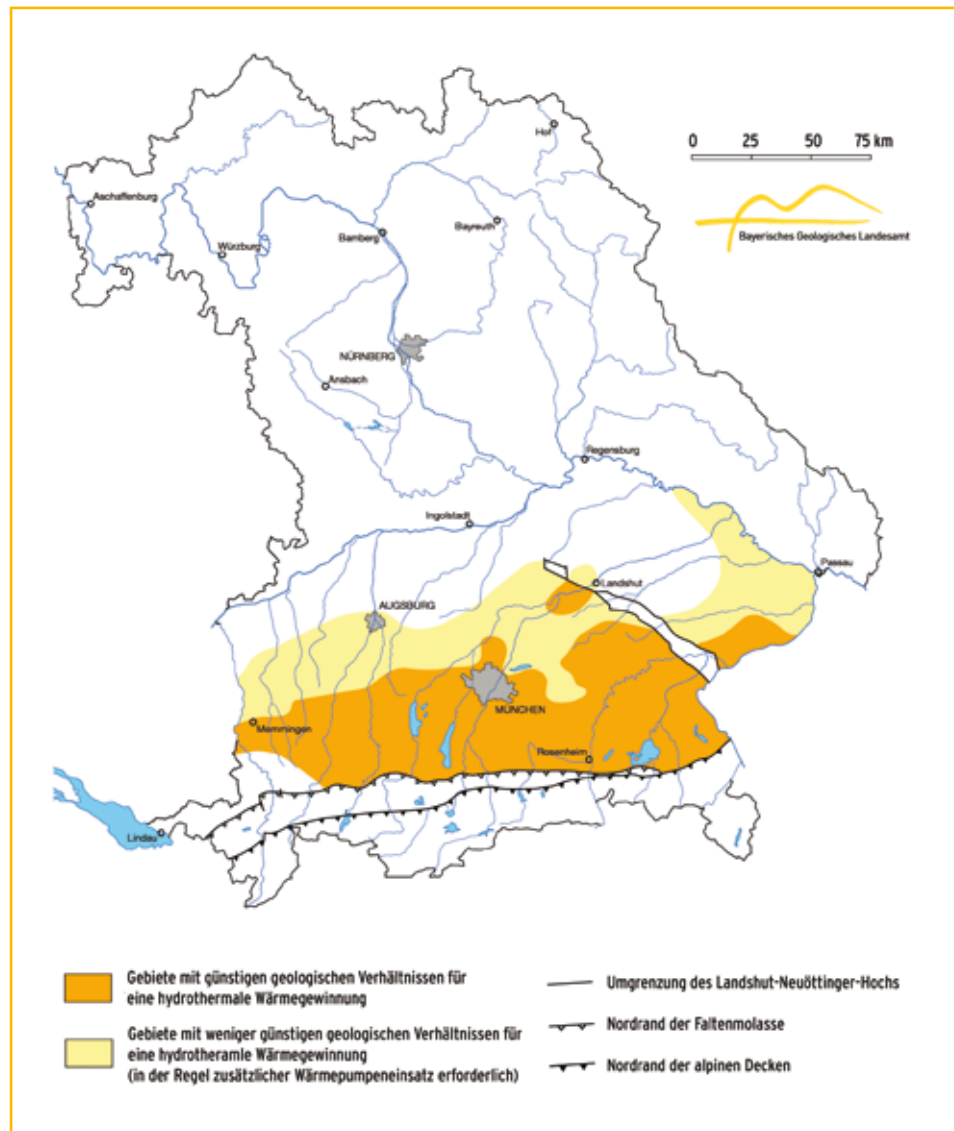 Hof
0 25 50 75 km
Aschaffenburg
Bayerisches Geologisches Landesamt
Bayreuth
Bamberg
Würzburg
NÜRNBERG
Ansbach
Regensburg
Ingolstadt
Passau
Landshut
AUGSBURG
MÜNCHEN
Memmingen
Rosenheim
Lindau
Gebiete mit günstigen geologischen Verhältnissen für
eine hydrothermale Wärmegewinnung
Gebiete mit weniger günstigen geologischen Verhältnissen für
eine hydrotheramle Wärmegewinnung
(in der Regel zusätzlicher Wärmepumpeneinsatz erforderlich)
Umgrenzung des Landshut-Neuöttinger-Hochs
Nordrand der Faltenmolasse
Nordrand der alpinen Decken